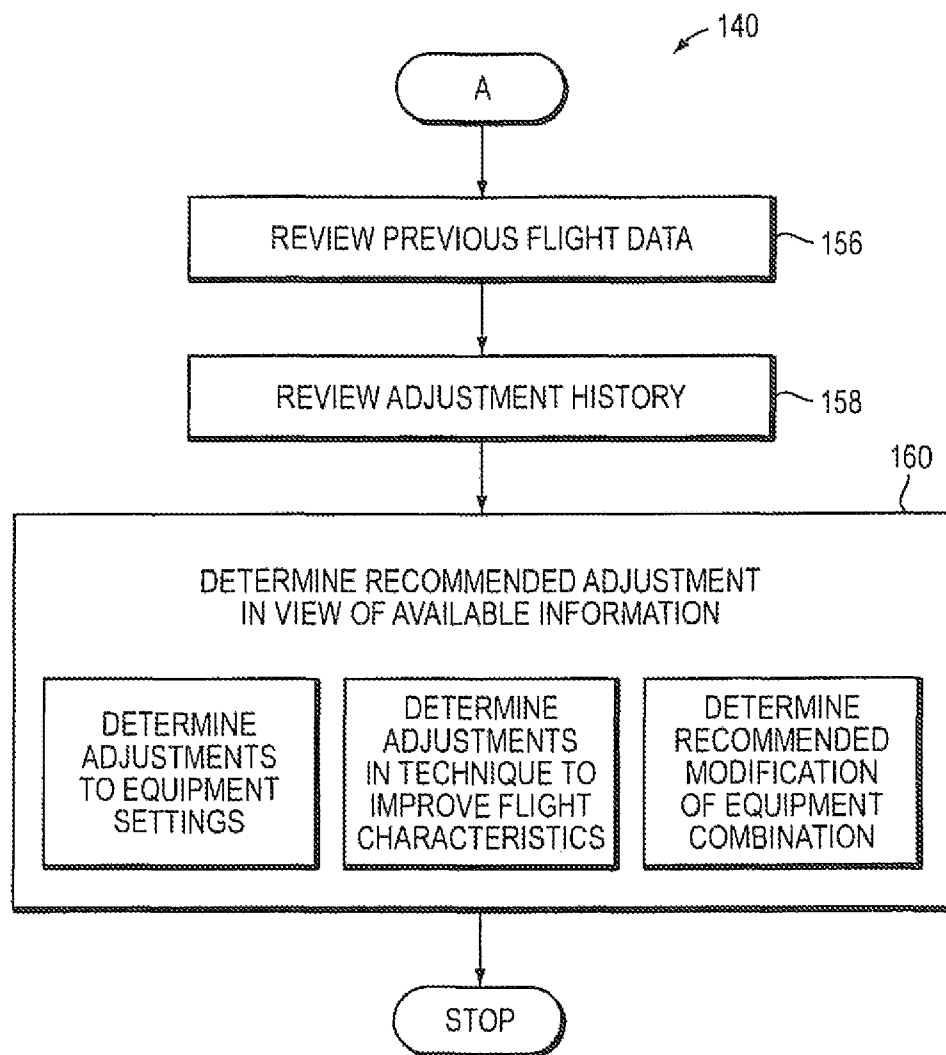 140
A
REVIEW PREVIOUS FLIGHT DATA
156
REVIEW ADJUSTMENT HISTORY
158
160
DETERMINE RECOMMENDED ADJUSTMENT
IN VIEW OF AVAILABLE INFORMATION
DETERMINE
ADJUSTMENTS
TO EQUIPMENT
SETTINGS
DETERMINE
ADJUSTMENTS
IN TECHNIQUE TO
IMPROVE FLIGHT
CHARACTERISTICS
DETERMINE
RECOMMENDED
MODIFICATION
OF EQUIPMENT
COMBINATION
STOP